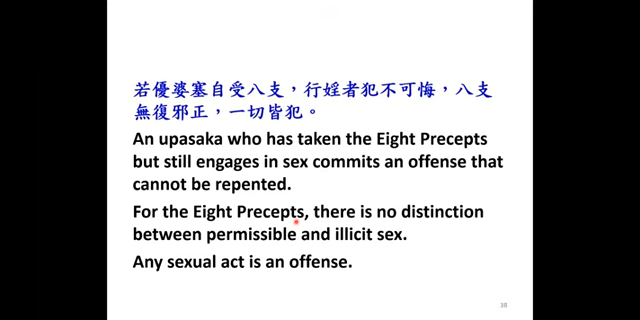 若優婆塞自受八支，行婬者犯不可悔，八支
無復邪正，一切皆犯。
An upasaka who has taken the Eight Precepts
but still engages in sex commits an offense that
cannot be repented.
For the Eight Precepts, there is no distinction
between permissible and illicit sex.
Any sexual act is an offense.
38